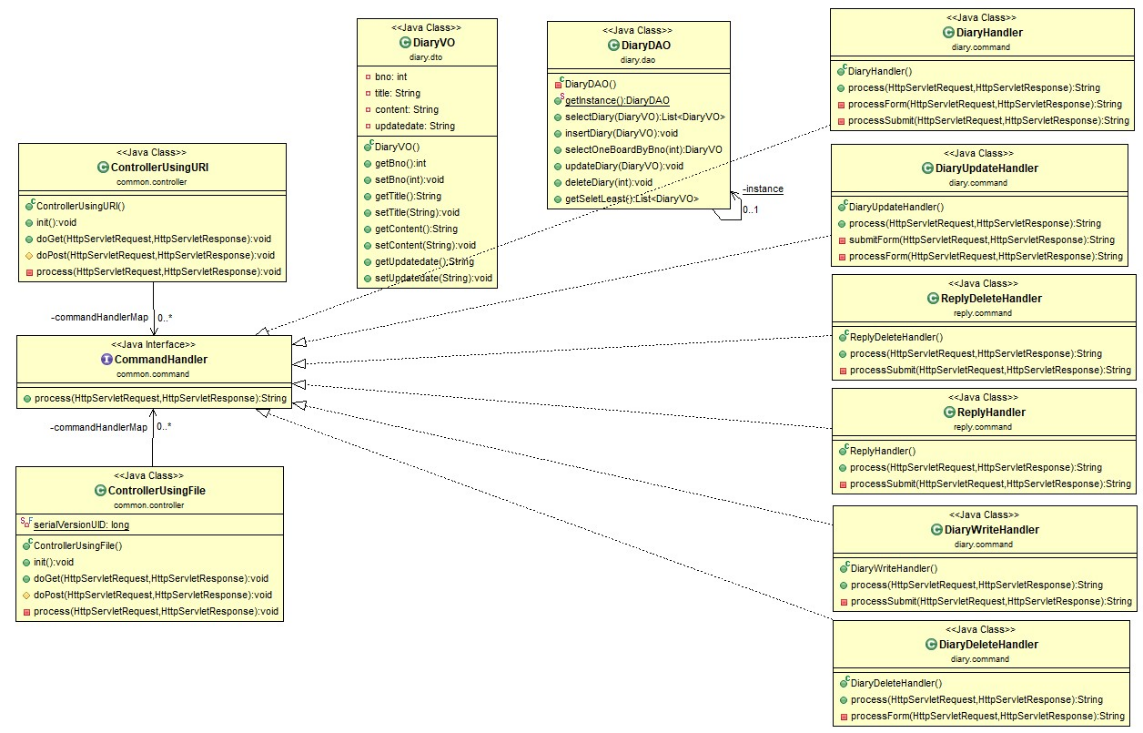 <<Java Class>>
ControllerUsingURI
common.controller
ControllerUsingURI()
init():void
doGet(HttpServletRequest,HttpServletResponse):void
doPost(HttpServletRequest,HttpServletResponse):void
process(HttpServletRequest,HttpServletResponse):void
-commandHandlerMap
0..*
<<Java Interface>>
CommandHandler
common.command
process(HttpServletRequest,HttpServletResponse):String
-commandHandlerMap
0..*
<<Java Class>>
ControllerUsingFile
common.controller
serialVersionUID: long
ControllerUsingFile()
init():void
doGet(HttpServletRequest,HttpServletResponse):void
doPost(HttpServletRequest,HttpServletResponse):void
process(HttpServletRequest,HttpServletResponse):void
<<Java Class>>
DiaryVO
diary.dto
bno: int
title: String
content: String
updatedate: String
DiaryVO()
getBno():int
setBno(int):void
getTitle():String
setTitle(String):void
getContent():String
setContent(String):void
getUpdatedate():String
setUpdatedate(String):void
<<Java Class>>
DiaryDAO
diary.dao
DiaryDAO()
getInstance():DiaryDAO
selectDiary(DiaryVO):List<DiaryVO>
insertDiary(DiaryVO):void
selectOneBoardByBno(int):DiaryVO
updateDiary(DiaryVO):void
deleteDiary(int):void
getSeletLeast():List<DiaryVO>
-instance
0..1
<<Java Class>>
DiaryHandler
diary.command
DiaryHandler()
process(HttpServletRequest,HttpServletResponse):String
processForm(HttpServletRequest,HttpServletResponse):String
processSubmit(HttpServletRequest,HttpServletResponse):String
<<Java Class>>
DiaryUpdateHandler
diary.command
DiaryUpdateHandler()
process(HttpServletRequest,HttpServletResponse):String
submitForm(HttpServletRequest,HttpServletResponse):String
processForm(HttpServletRequest,HttpServletResponse):String
<<Java Class>>
ReplyDeleteHandler
reply.command
ReplyDeleteHandler()
process(HttpServletRequest,HttpServletResponse):String
processSubmit(HttpServletRequest,HttpServletResponse):String
<<Java Class>>
ReplyHandler
reply.command
ReplyHandler()
process(HttpServletRequest,HttpServletResponse):String
processSubmit(HttpServletRequest,HttpServletResponse):String
<<Java Class>>
DiaryWriteHandler
diary.command
DiaryWriteHandler()
process(HttpServletRequest,HttpServletResponse):String
processSubmit(HttpServletRequest,HttpServletResponse):String
<<Java Class>>
DiaryDeleteHandler
diary.command
DiaryDeleteHandler()
process(HttpServletRequest,HttpServletResponse):String
processForm(HttpServletRequest,HttpServletResponse):String